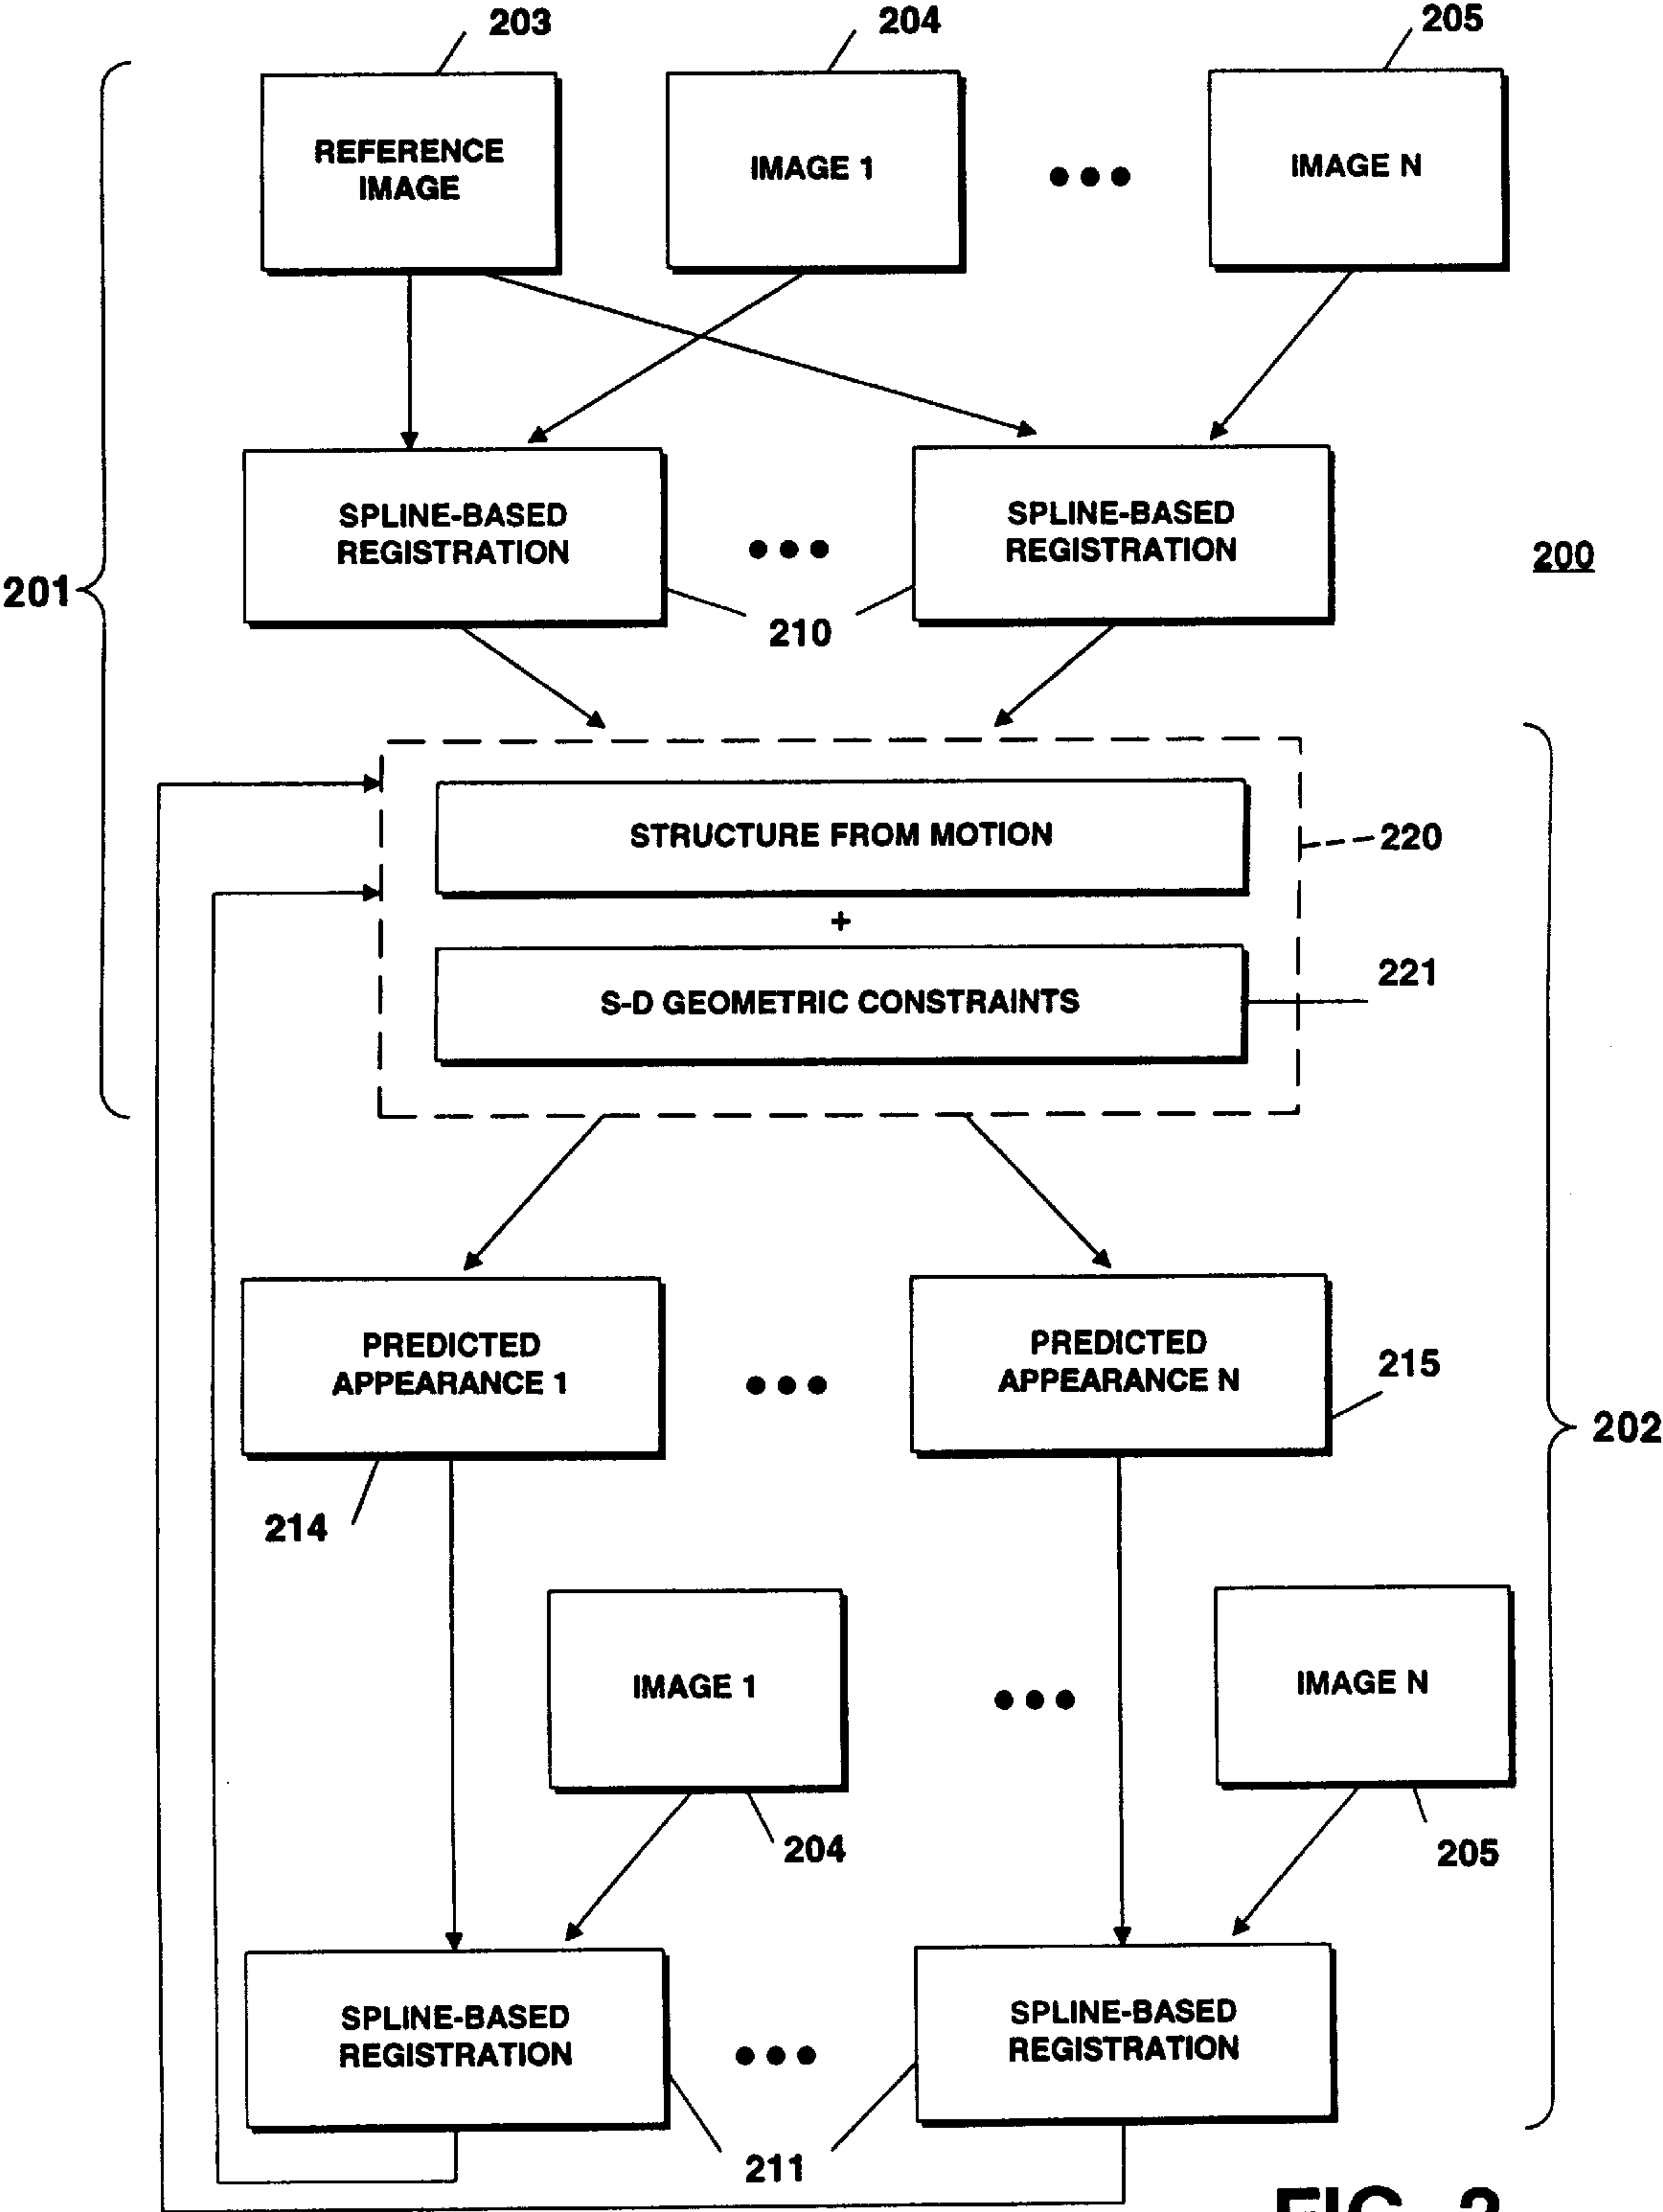 203
204
205
REFERENCE
IMAGE
IMAGE 1
IMAGE N
SPLINE-BASED
REGISTRATION
SPLINE-BASED
REGISTRATION
200
201
210
STRUCTURE FROM MOTION
220
+
S-D GEOMETRIC CONSTRAINTS
221
PREDICTED
APPEARANCE 1
PREDICTED
APPEARANCE N
215
202
214
IMAGE 1
IMAGE N
204
205
SPLINE-BASED
REGISTRATION
SPLINE-BASED
REGISTRATION
211
FIG. 2